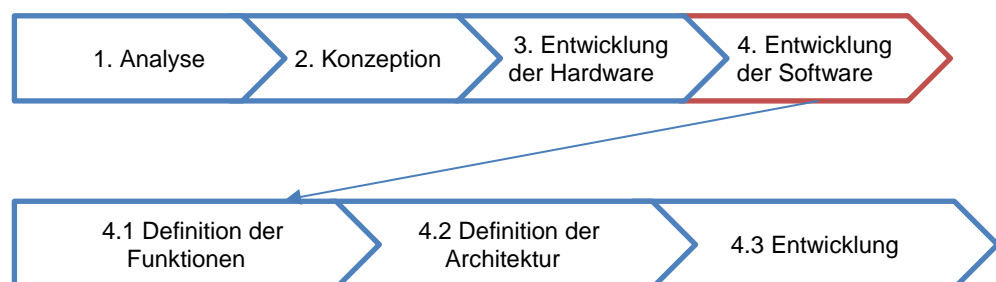 1. Analyse
2. Konzeption
3. Entwicklung
der Hardware
4. Entwicklung
der Software
4.1 Definition der
Funktionen
4.2 Definition der
Architektur
4.3 Entwicklung